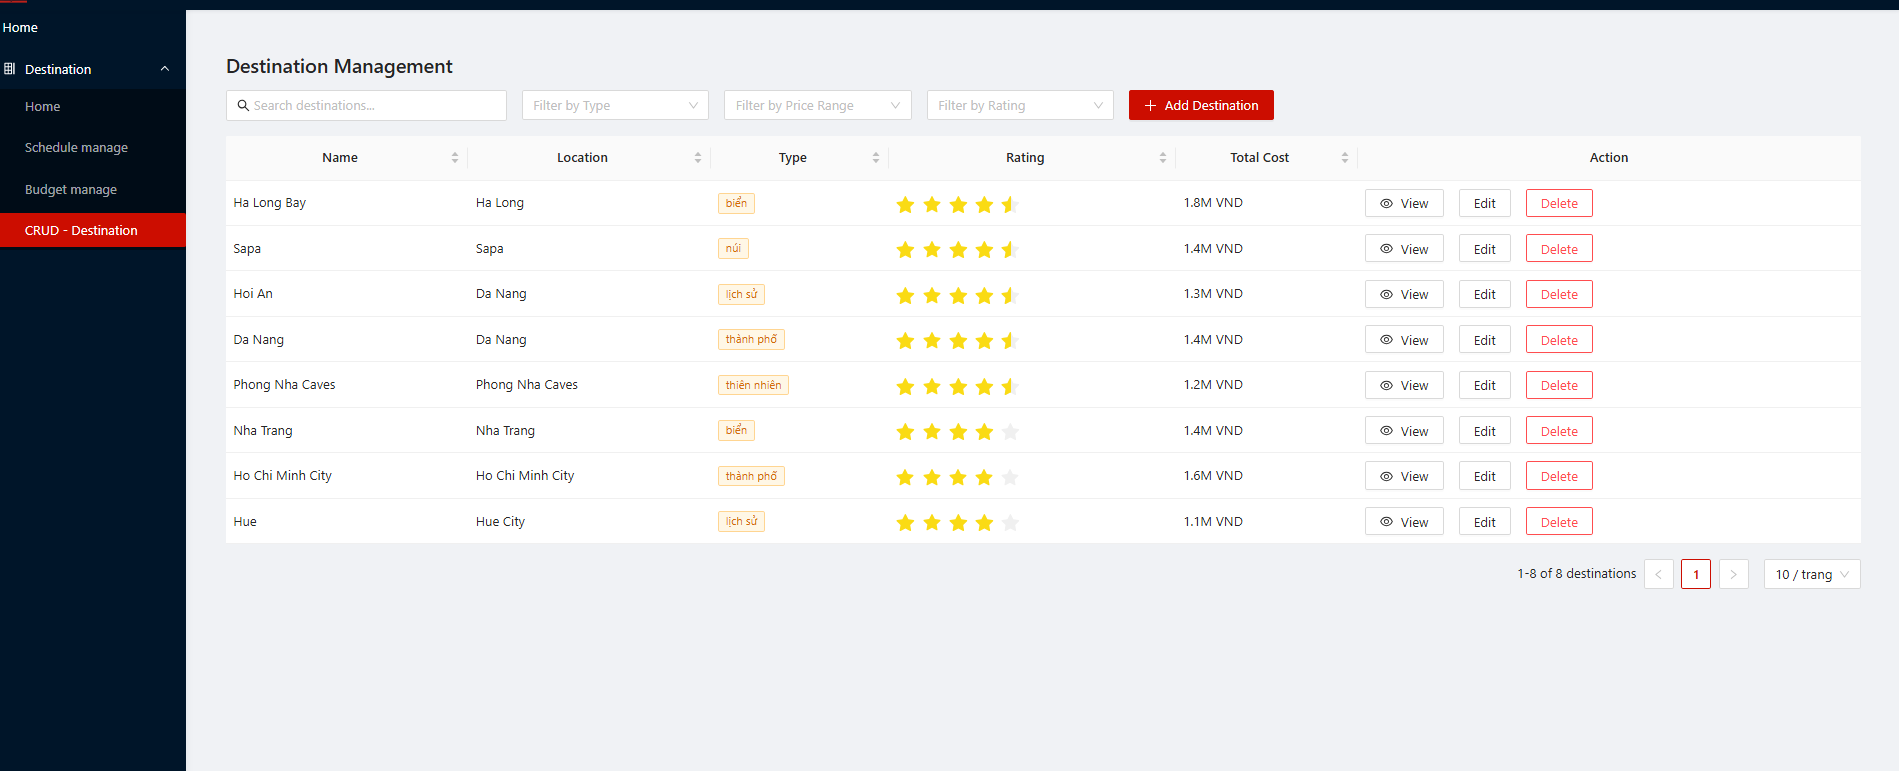 Home
Destination
Home
Schedule manage
Budget manage
CRUD - Destination
Destination Management
Search destinations...
Filter by Type
Filter by Price Range
Filter by Rating
Add Destination
Name Location Type Rating Total Cost Action
Ha Long Bay Ha Long biển 1.8M VND View Edit Delete
Sapa Sapa núi 1.4M VND View Edit Delete
Hoi An Da Nang lịch sử 1.3M VND View Edit Delete
Da Nang Da Nang thành phố 1.4M VND View Edit Delete
Phong Nha Caves Phong Nha Caves thiên nhiên 1.2M VND View Edit Delete
Nha Trang Nha Trang biển 1.4M VND View Edit Delete
Ho Chi Minh City Ho Chi Minh City thành phố 1.6M VND View Edit Delete
Hue Hue City lịch sử 1.1M VND View Edit Delete
1-8 of 8 destinations < 1 > 10 / trang